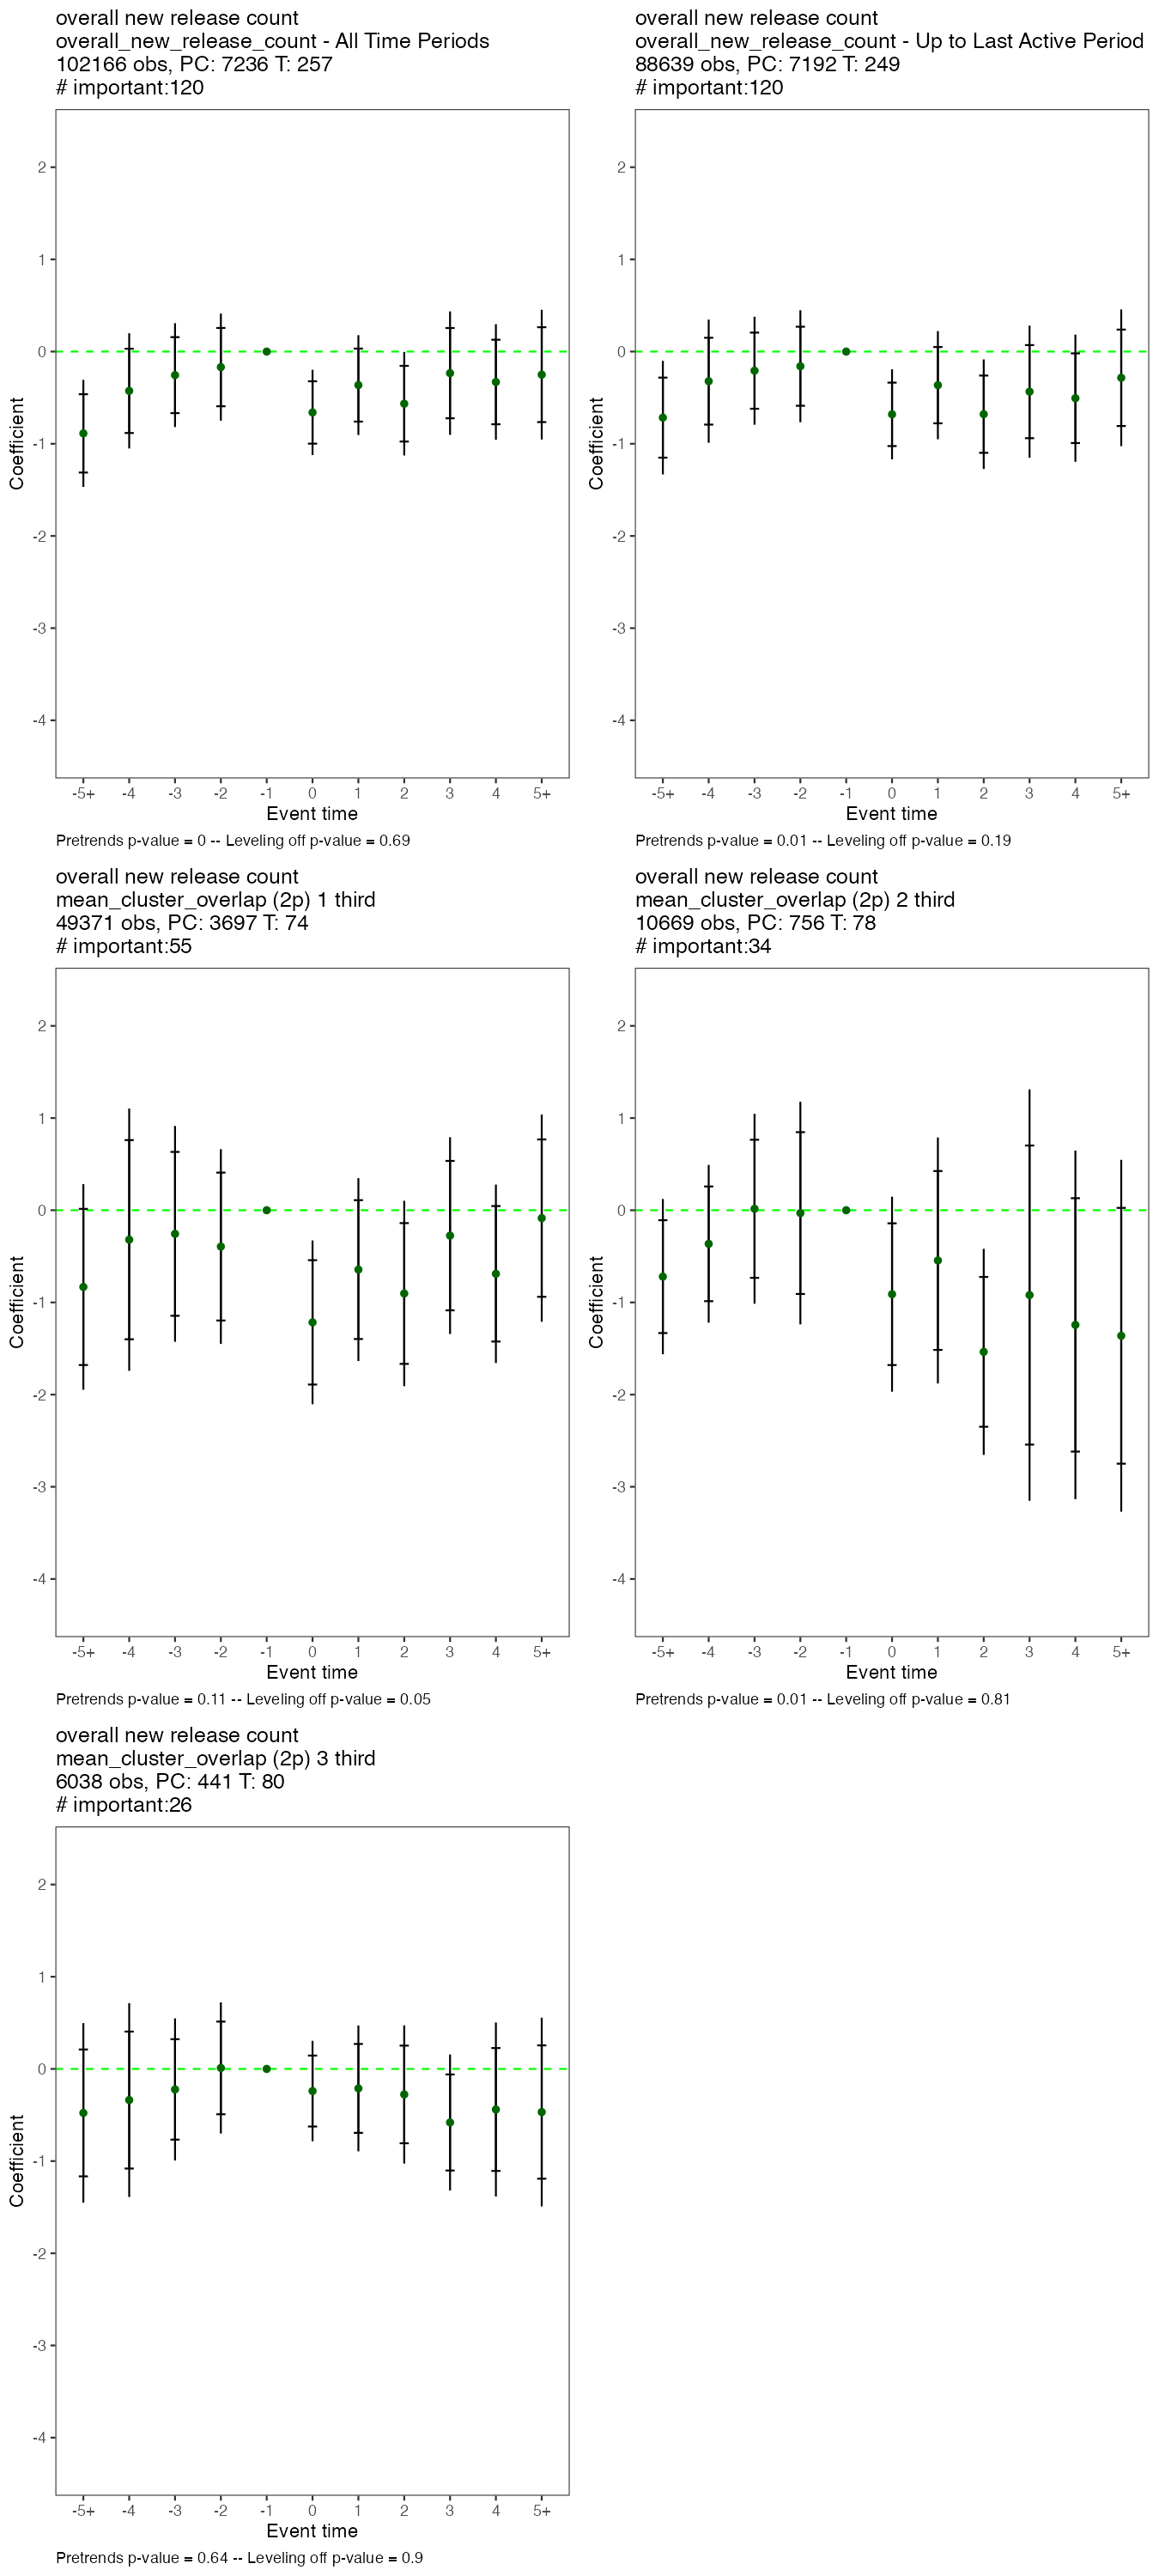 overall new release count
overall_new_release_count - All Time Periods
102166 obs, PC: 7236 T: 257
# important:120
2
1
0
-1
-2
-3
-4
Coefficient
-5+ -4 -3 -2 -1 0 1 2 3 4 5+
Event time
Pretrends p-value = 0 -- Leveling off p-value = 0.69
overall new release count
overall_new_release_count - Up to Last Active Period
88639 obs, PC: 7192 T: 249
# important:120
2
1
0
-1
-2
-3
-4
Coefficient
-5+ -4 -3 -2 -1 0 1 2 3 4 5+
Event time
Pretrends p-value = 0.01 -- Leveling off p-value = 0.19
overall new release count
mean_cluster_overlap (2p) 1 third
49371 obs, PC: 3697 T: 74
# important:55
2
1
0
-1
-2
-3
-4
Coefficient
-5+ -4 -3 -2 -1 0 1 2 3 4 5+
Event time
Pretrends p-value = 0.11 -- Leveling off p-value = 0.05
overall new release count
mean_cluster_overlap (2p) 2 third
10669 obs, PC: 756 T: 78
# important:34
2
1
0
-1
-2
-3
-4
Coefficient
-5+ -4 -3 -2 -1 0 1 2 3 4 5+
Event time
Pretrends p-value = 0.01 -- Leveling off p-value = 0.81
overall new release count
mean_cluster_overlap (2p) 3 third
6038 obs, PC: 441 T: 80
# important:26
2
1
0
-1
-2
-3
-4
Coefficient
-5+ -4 -3 -2 -1 0 1 2 3 4 5+
Event time
Pretrends p-value = 0.64 -- Leveling off p-value = 0.9